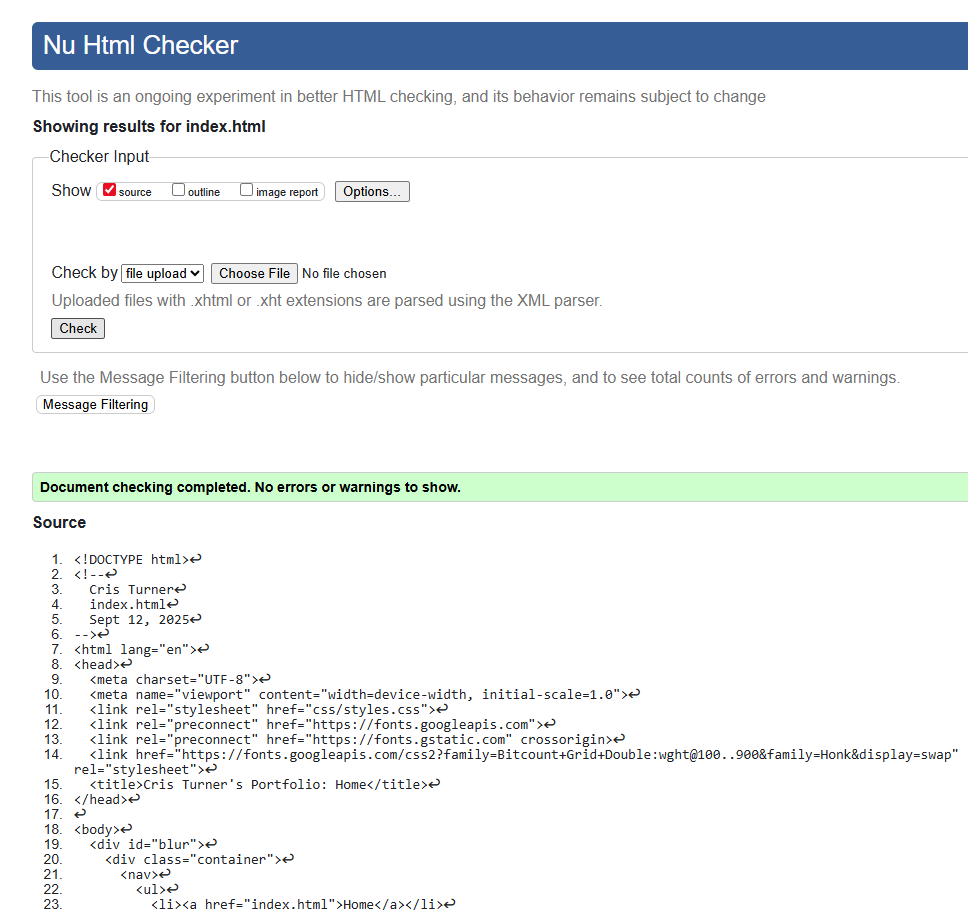 Nu Html Checker
This tool is an ongoing experiment in better HTML checking, and its behavior remains subject to change
Showing results for index.html
Checker Input
Show source outline image report Options...
Check by file upload Choose File No file chosen
Uploaded files with .xhtml or .xht extensions are parsed using the XML parser.
Check
Use the Message Filtering button below to hide/show particular messages, and to see total counts of errors and warnings.
Message Filtering
Document checking completed. No errors or warnings to show.
Source
1. <!DOCTYPE html>↩
2. <!--↩
3.   Cris Turner↩
4.   index.html↩
5.   Sept 12, 2025↩
6. -->↩
7. <html lang="en">↩
8. <head>↩
9.   <meta charset="UTF-8">↩
10.   <meta name="viewport" content="width=device-width, initial-scale=1.0">↩
11.   <link rel="stylesheet" href="css/styles.css">↩
12.   <link rel="preconnect" href="https://fonts.googleapis.com">↩
13.   <link rel="preconnect" href="https://fonts.gstatic.com" crossorigin>↩
14.   <link href="https://fonts.googleapis.com/css2?family=Bitcount+Grid+Double:wght@100..900&family=Honk&display=swap"
rel="stylesheet">↩
15.   <title>Cris Turner's Portfolio: Home</title>↩
16. </head>↩
17. ↩
18. <body>↩
19.   <div id="blur">↩
20.     <div class="container">↩
21.       <nav>↩
22.         <ul>↩
23.           <li><a href="index.html">Home</a></li>↩